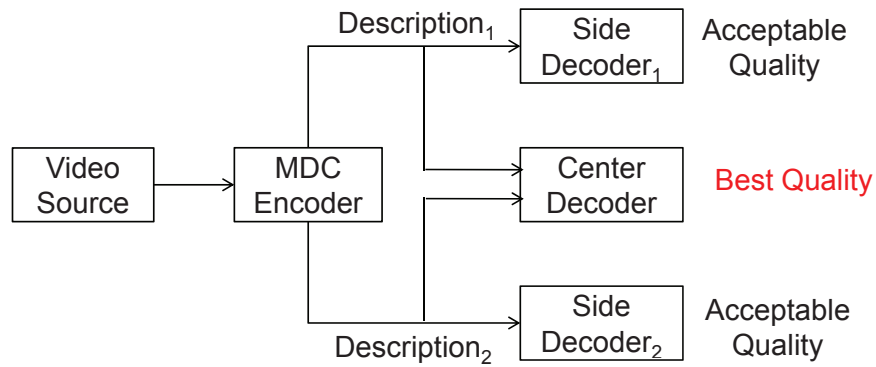 Description₁
Side
Decoder₁
Acceptable
Quality
Video
Source
MDC
Encoder
Center
Decoder
Best Quality
Description₂
Side
Decoder₂
Acceptable
Quality